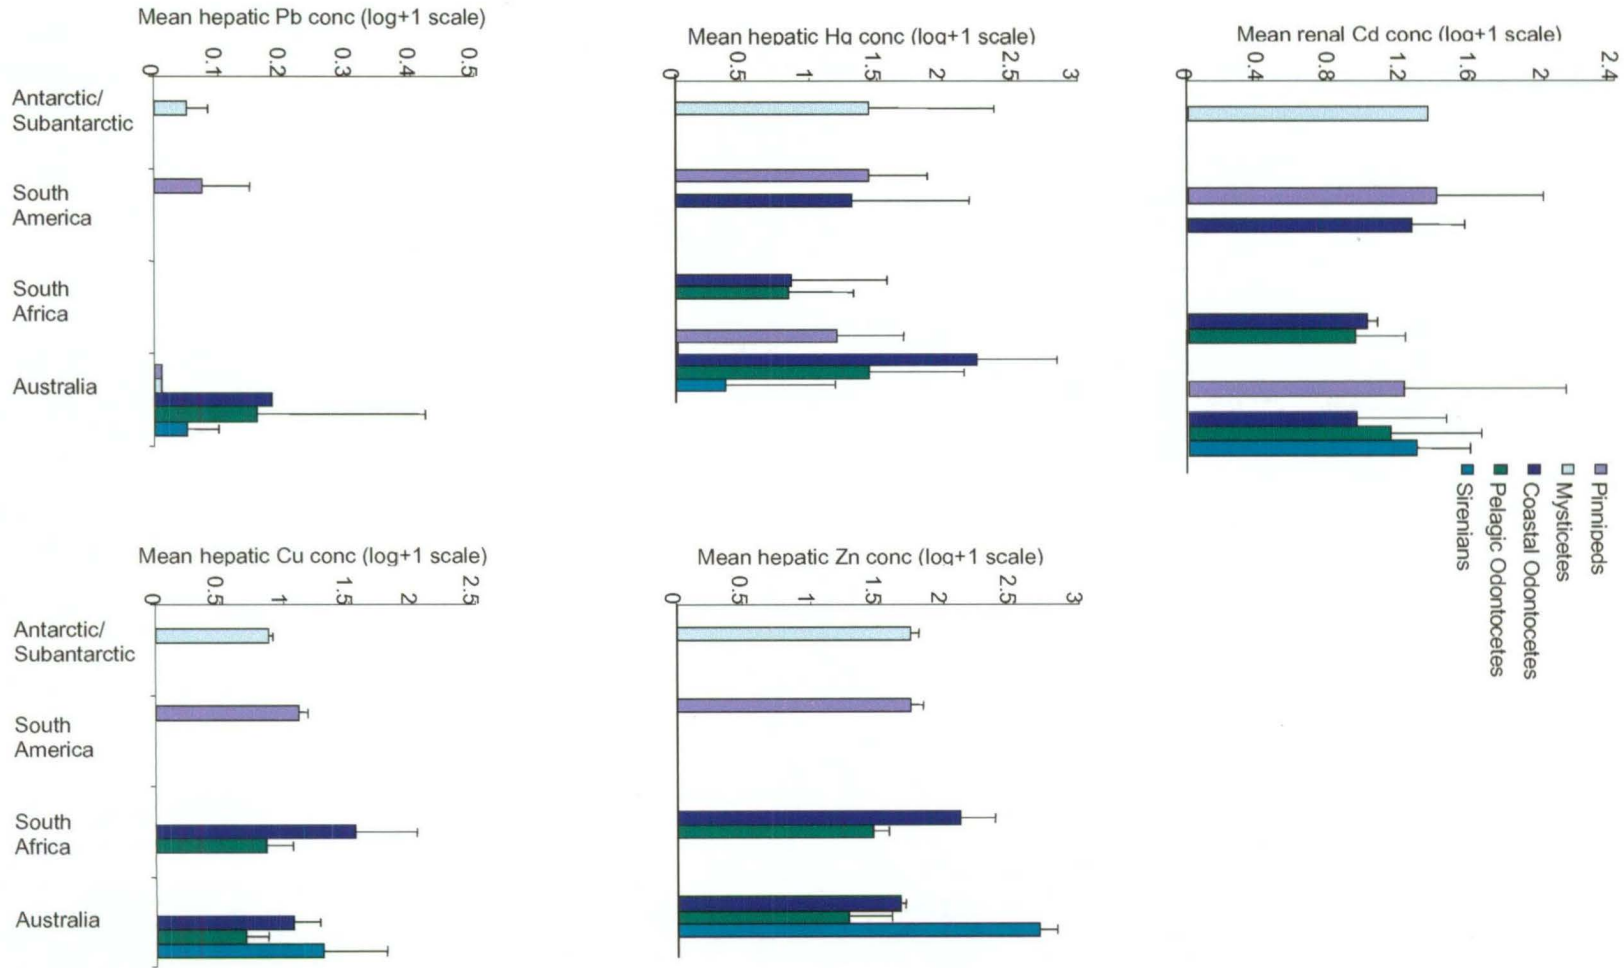 Mean hepatic Pb conc (log+1 scale)
0
0.1
0.2
0.3
0.4
0.5
Antarctic/
Subantarctic
South
America
South
Africa
Australia
Mean hepatic Hg conc (log+1 scale)
0
0.5
1
1.5
2
2.5
3
Mean renal Cd conc (log+1 scale)
0
0.4
0.8
1.2
1.6
2
2.4
Pinnipeds
Mysticetes
Coastal Odontocetes
Pelagic Odontocetes
Sirenians
Mean hepatic Cu conc (log+1 scale)
0
0.5
1
1.5
2
2.5
Antarctic/
Subantarctic
South
America
South
Africa
Australia
Mean hepatic Zn conc (log+1 scale)
0
0.5
1
1.5
2
2.5
3